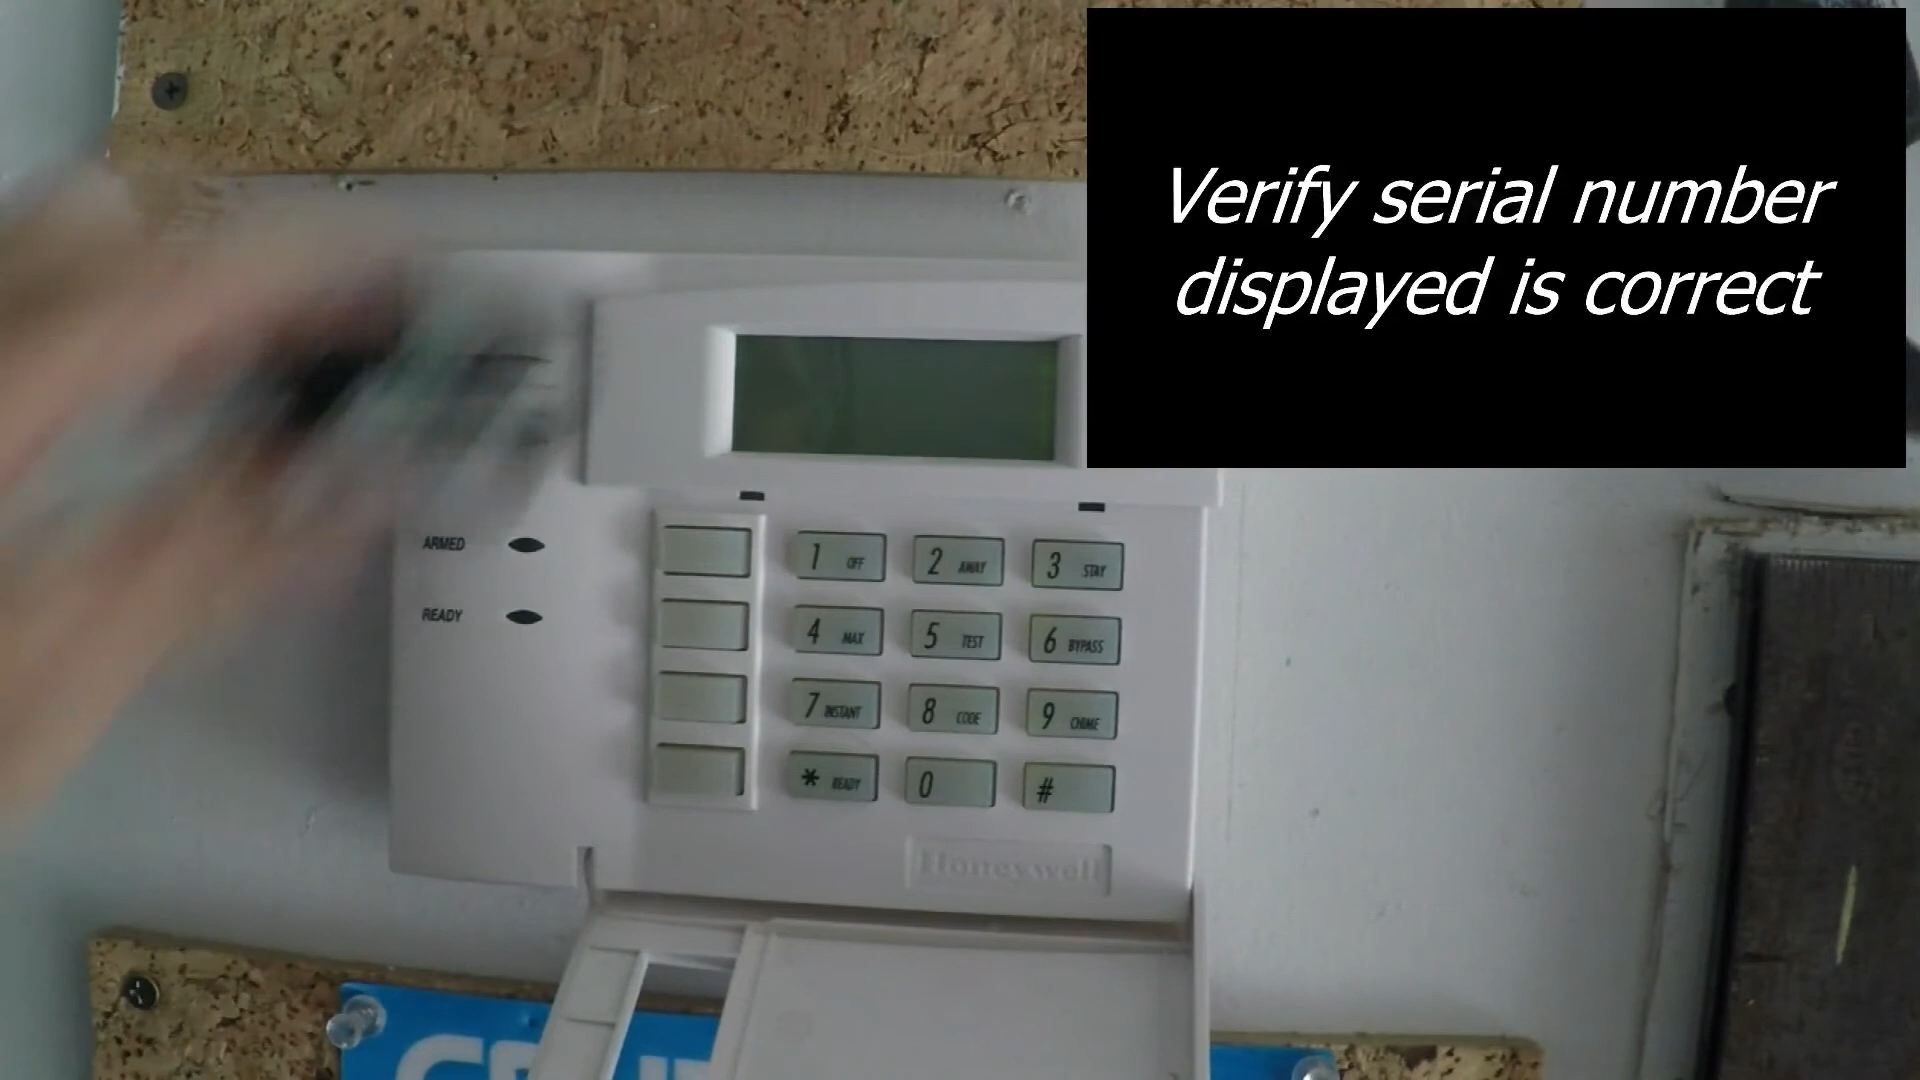 Verify serial number
displayed is correct
ARMED
READY
1 OFF
2 AWAY
3 STAY
4 MAX
5 TEST
6 BYPASS
7 INSTANT
8 CODE
9 CHIME
* READY
0
#
Honeywell